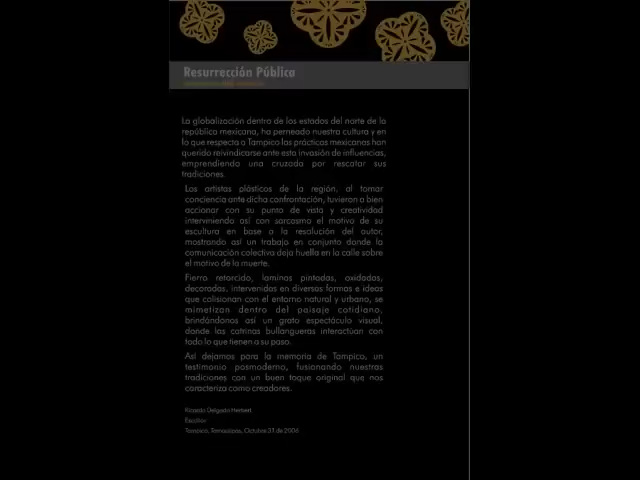 Resurrección Pública
La globalización dentro de los estados del norte de la
república mexicana, ha permeado nuestra cultura y en
lo que respecta a Tampico las prácticas mexicanas han
querido reivindicarse ante esta invasión de influencias,
emprendiendo una cruzada por rescatar sus
tradiciones.
Los artistas plásticos de la región, al tomar
conciencia ante dicha confrontación, tuvieron a bien
accionar con su punto de vista y creatividad
interviniendo así con sarcasmo el motivo de su
escultura en base a la resolución del autor,
mostrando así un trabajo en conjunto donde la
comunicación colectiva deja huella en la calle sobre
el motivo de la muerte.
Fierro retorcido, laminas pintadas, oxidadas,
decoradas, intervenidas en diversas formas e ideas
que colisionan con el entorno natural y urbano, se
mimetizan dentro del paisaje cotidiano,
brindándonos así un grato espectáculo visual,
donde las catrinas bullangueras interactúan con
todo lo que tienen a su paso.
Así dejamos para la memoria de Tampico, un
testimonio posmoderno, fusionando nuestras
tradiciones con un buen toque original que nos
caracteriza como creadores.
Ricardo Delgado Herbert
Escultor
Tampico, Tamaulipas, Octubre 31 de 2006